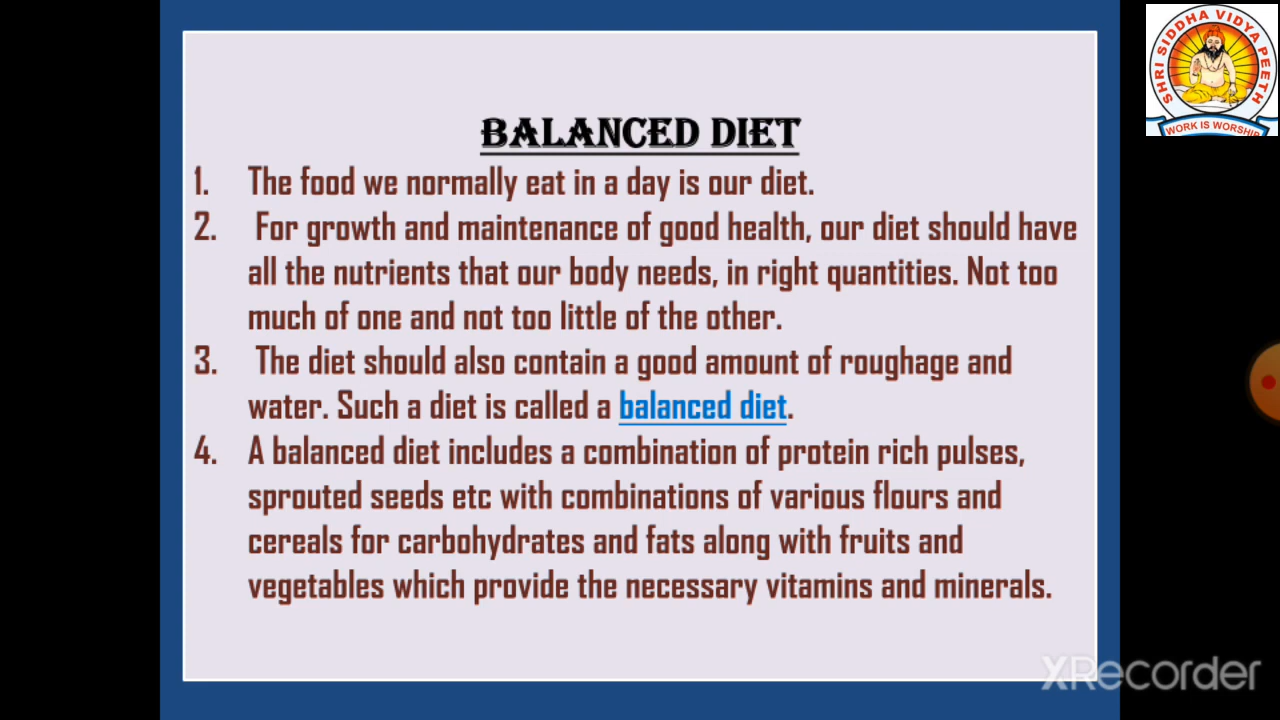 BALANCED DIET
1. The food we normally eat in a day is our diet.
2. For growth and maintenance of good health, our diet should have
all the nutrients that our body needs, in right quantities. Not too
much of one and not too little of the other.
3. The diet should also contain a good amount of roughage and
water. Such a diet is called a balanced diet.
4. A balanced diet includes a combination of protein rich pulses,
sprouted seeds etc with combinations of various flours and
cereals for carbohydrates and fats along with fruits and
vegetables which provide the necessary vitamins and minerals.
SHRI SIDDHA VIDYA PEETH
WORK IS WORSHIP
XRecorder